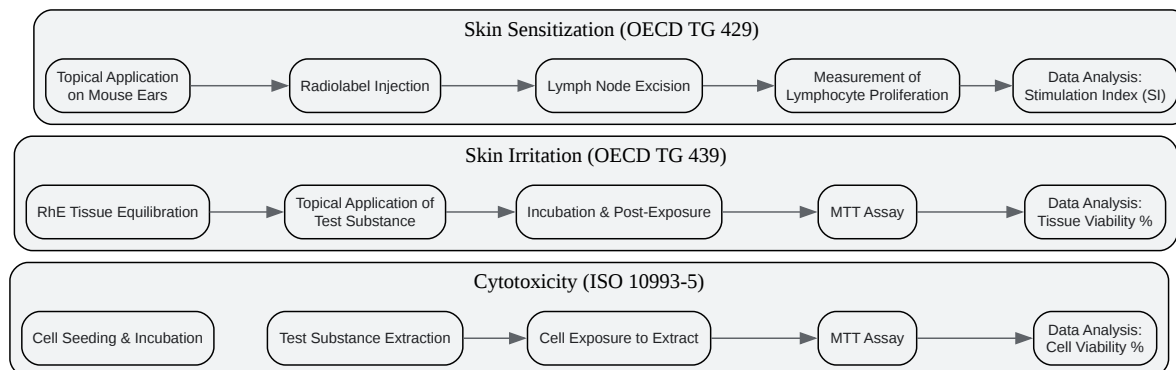 Skin Sensitization (OECD TG 429)
Topical Application
on Mouse Ears
Radiolabel Injection
Lymph Node Excision
Measurement of
Lymphocyte Proliferation
Data Analysis:
Stimulation Index (SI)
Skin Irritation (OECD TG 439)
RhE Tissue Equilibration
Topical Application of
Test Substance
Incubation & Post-Exposure
MTT Assay
Data Analysis:
Tissue Viability %
Cytotoxicity (ISO 10993-5)
Cell Seeding & Incubation
Test Substance Extraction
Cell Exposure to Extract
MTT Assay
Data Analysis:
Cell Viability %